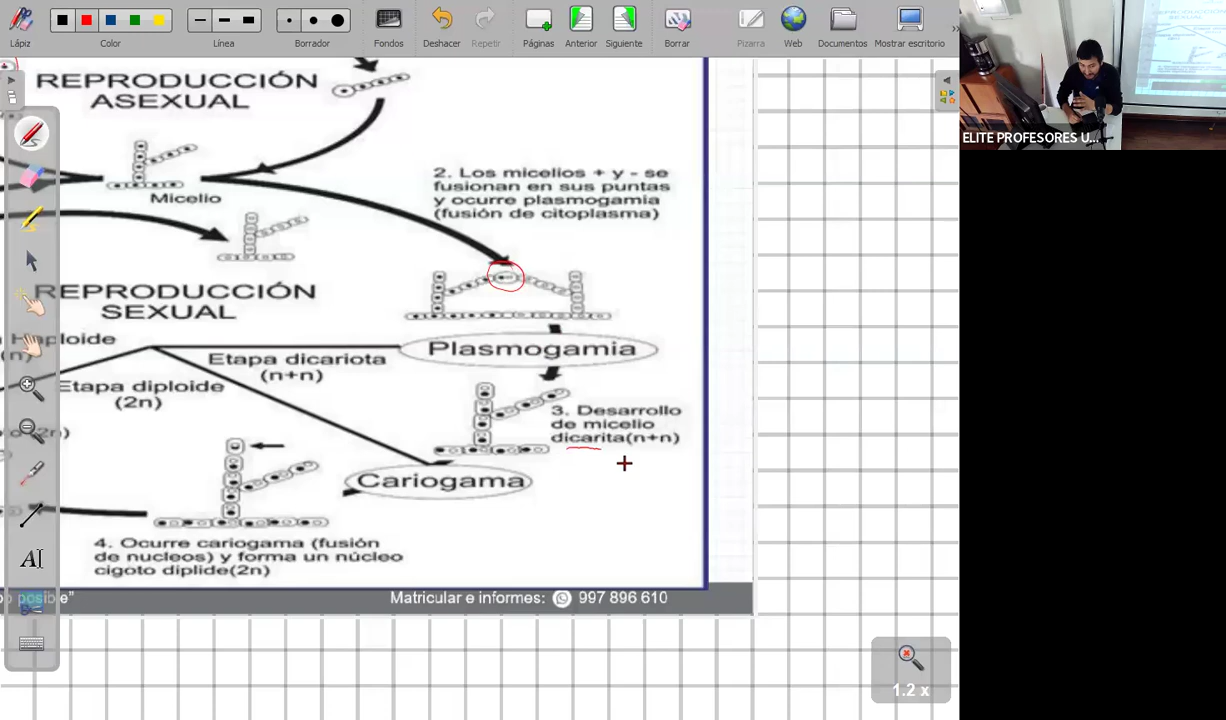 Lápiz
Color
Línea
Borrador
Fondos
Deshacer
Repetir
Páginas
Anterior
Siguiente
Borrar
Pizarra
Web
Documentos
Mostrar escritorio
ELITE PROFESORES U...
REPRODUCCIÓN
ASEXUAL
Micelio
2. Los micelios + y - se
fusionan en sus puntas
y ocurre plasmogamia
(fusión de citoplasma)
REPRODUCCIÓN
SEXUAL
Haploide
Etapa dicariota
(n+n)
Plasmogamia
Etapa diploide
(2n)
3. Desarrollo
de micelio
dicarita(n+n)
Cariogama
4. Ocurre cariogama (fusión
de nucleos) y forma un núcleo
cigoto diplide(2n)
Matricular e informes: 997 896 610
1.2 x